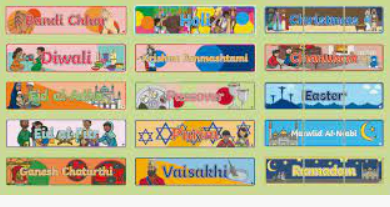 Bandi Chhor
Holi
Christmas
Diwali
Krishna Janmashtami
Eid al-Adha
Passover
Easter
Eid al-Fitr
Purim
Mawlid Al-Nabi
Ganesh Chaturthi
Vaisakhi
Ramadan